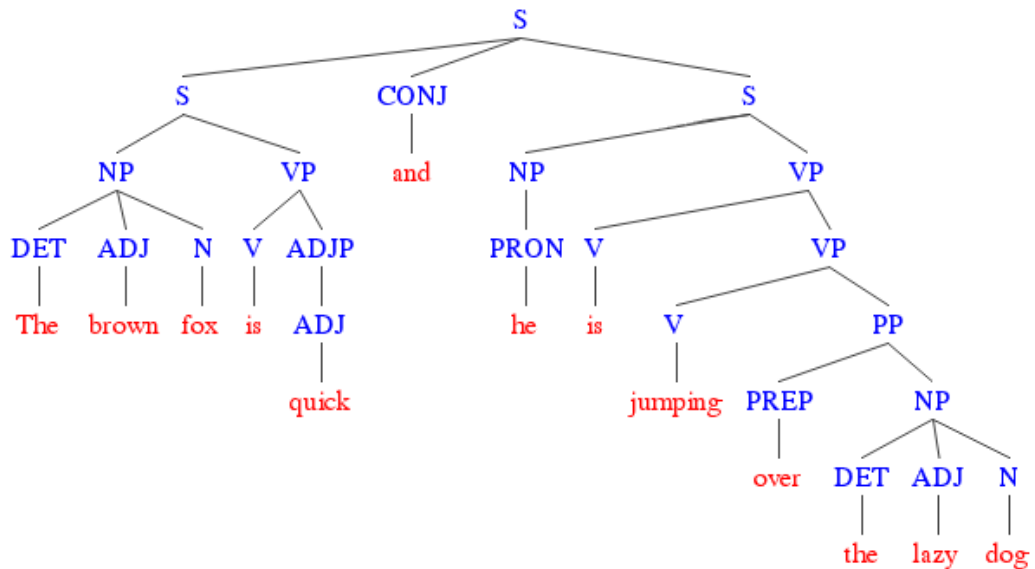 S
S CONJ S
NP VP and NP VP
DET ADJ N V ADJP PRON V VP
The brown fox is ADJ he is V PP
quick jumping PREP NP
over DET ADJ N
the lazy dog